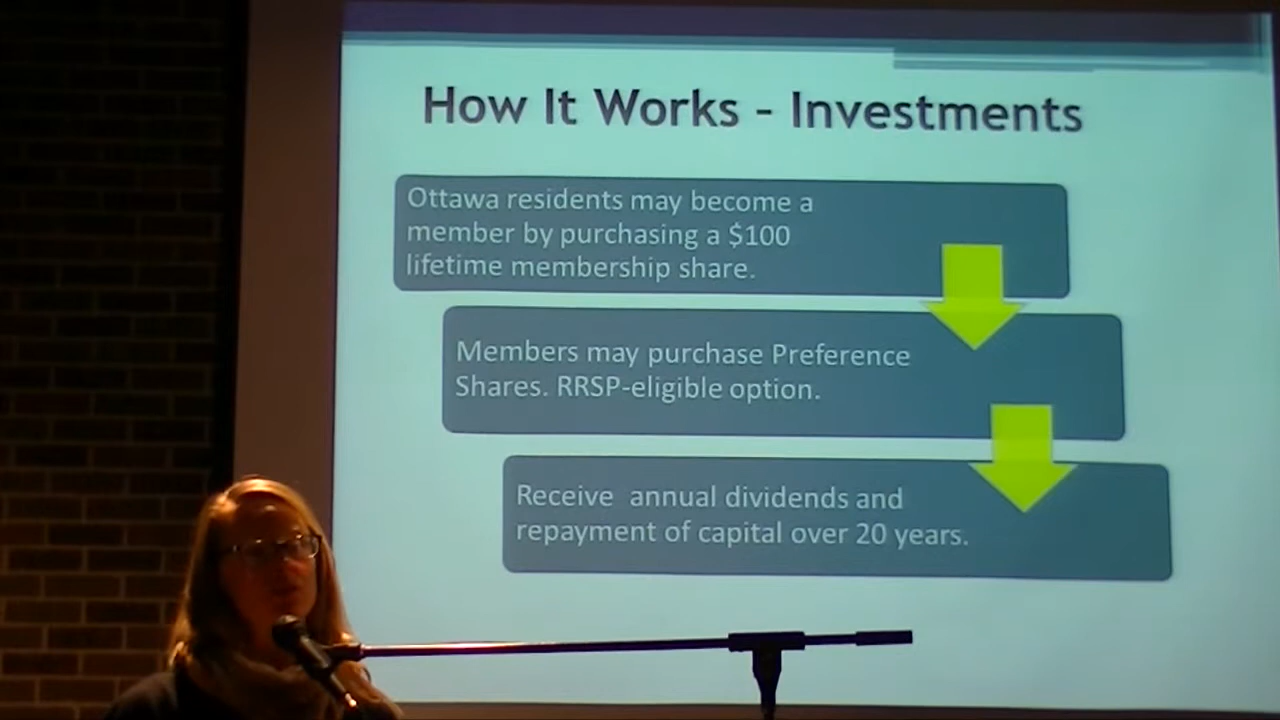 How It Works - Investments
Ottawa residents may become a
member by purchasing a $100
lifetime membership share.
Members may purchase Preference
Shares. RRSP-eligible option.
Receive annual dividends and
repayment of capital over 20 years.